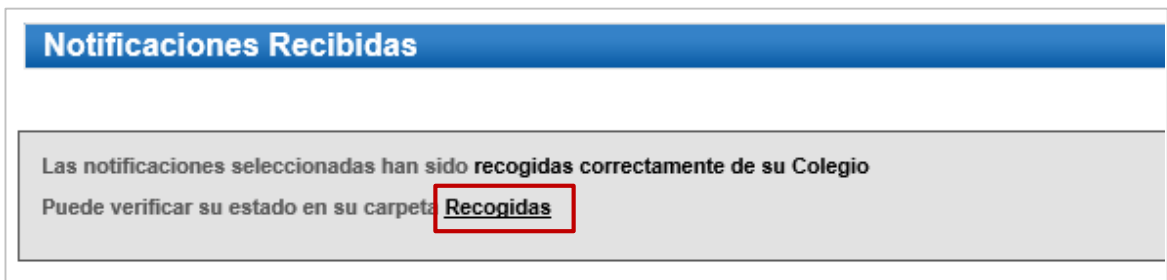 Notificaciones Recibidas
Las notificaciones seleccionadas han sido recogidas correctamente de su Colegio
Puede verificar su estado en su carpeta Recogidas